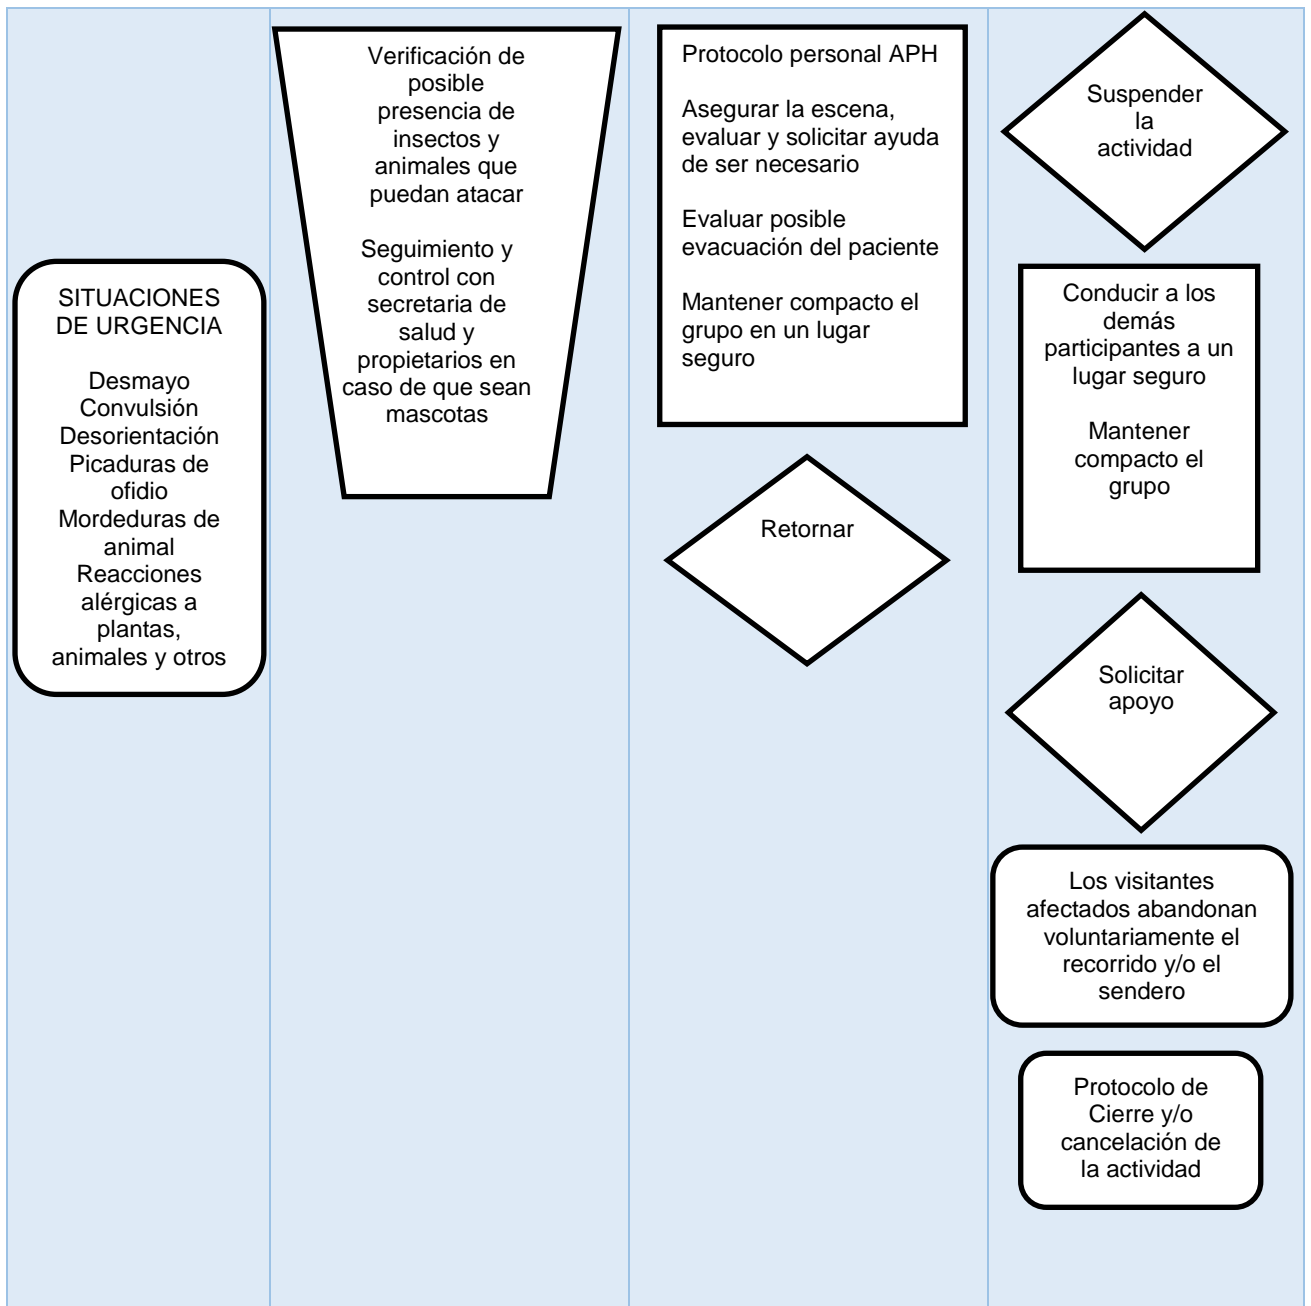 SITUACIONES
DE URGENCIA
Desmayo
Convulsión
Desorientación
Picaduras de
ofidio
Mordeduras de
animal
Reacciones
alérgicas a
plantas,
animales y otros
Verificación de
posible
presencia de
insectos y
animales que
puedan atacar
Seguimiento y
control con
secretaria de
salud y
propietarios en
caso de que sean
mascotas
Protocolo personal APH
Asegurar la escena,
evaluar y solicitar ayuda
de ser necesario
Evaluar posible
evacuación del paciente
Mantener compacto el
grupo en un lugar
seguro
Retornar
Suspender
la
actividad
Conducir a los
demás
participantes a un
lugar seguro
Mantener
compacto el
grupo
Solicitar
apoyo
Los visitantes
afectados abandonan
voluntariamente el
recorrido y/o el
sendero
Protocolo de
Cierre y/o
cancelación de
la actividad